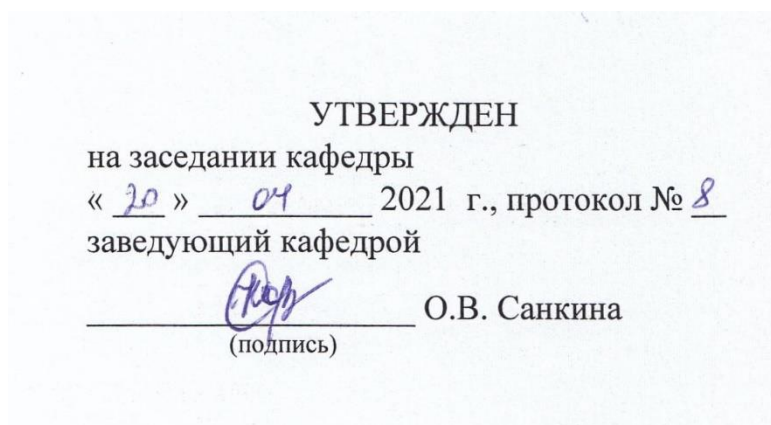 УТВЕРЖДЕН
на заседании кафедры
« 20 » 04 2021 г., протокол № 8
заведующий кафедрой
О.В. Санкина
(подпись)